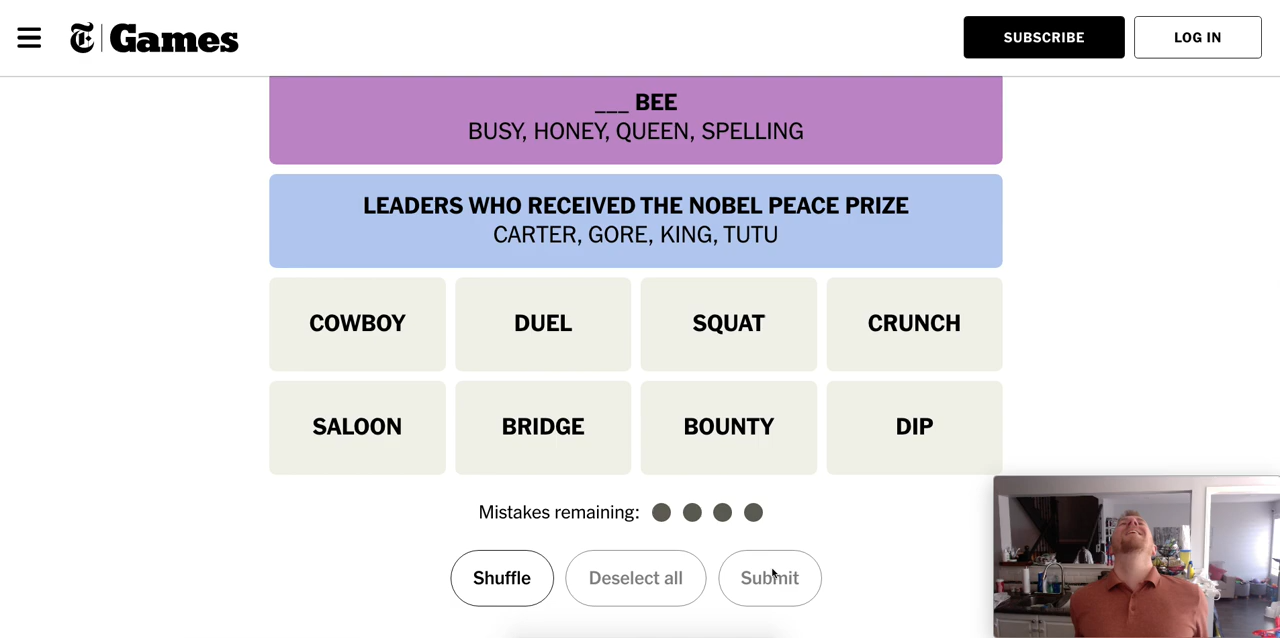 Games
SUBSCRIBE
LOG IN
___ BEE
BUSY, HONEY, QUEEN, SPELLING
LEADERS WHO RECEIVED THE NOBEL PEACE PRIZE
CARTER, GORE, KING, TUTU
COWBOY
DUEL
SQUAT
CRUNCH
SALOON
BRIDGE
BOUNTY
DIP
Mistakes remaining:
Shuffle
Deselect all
Submit